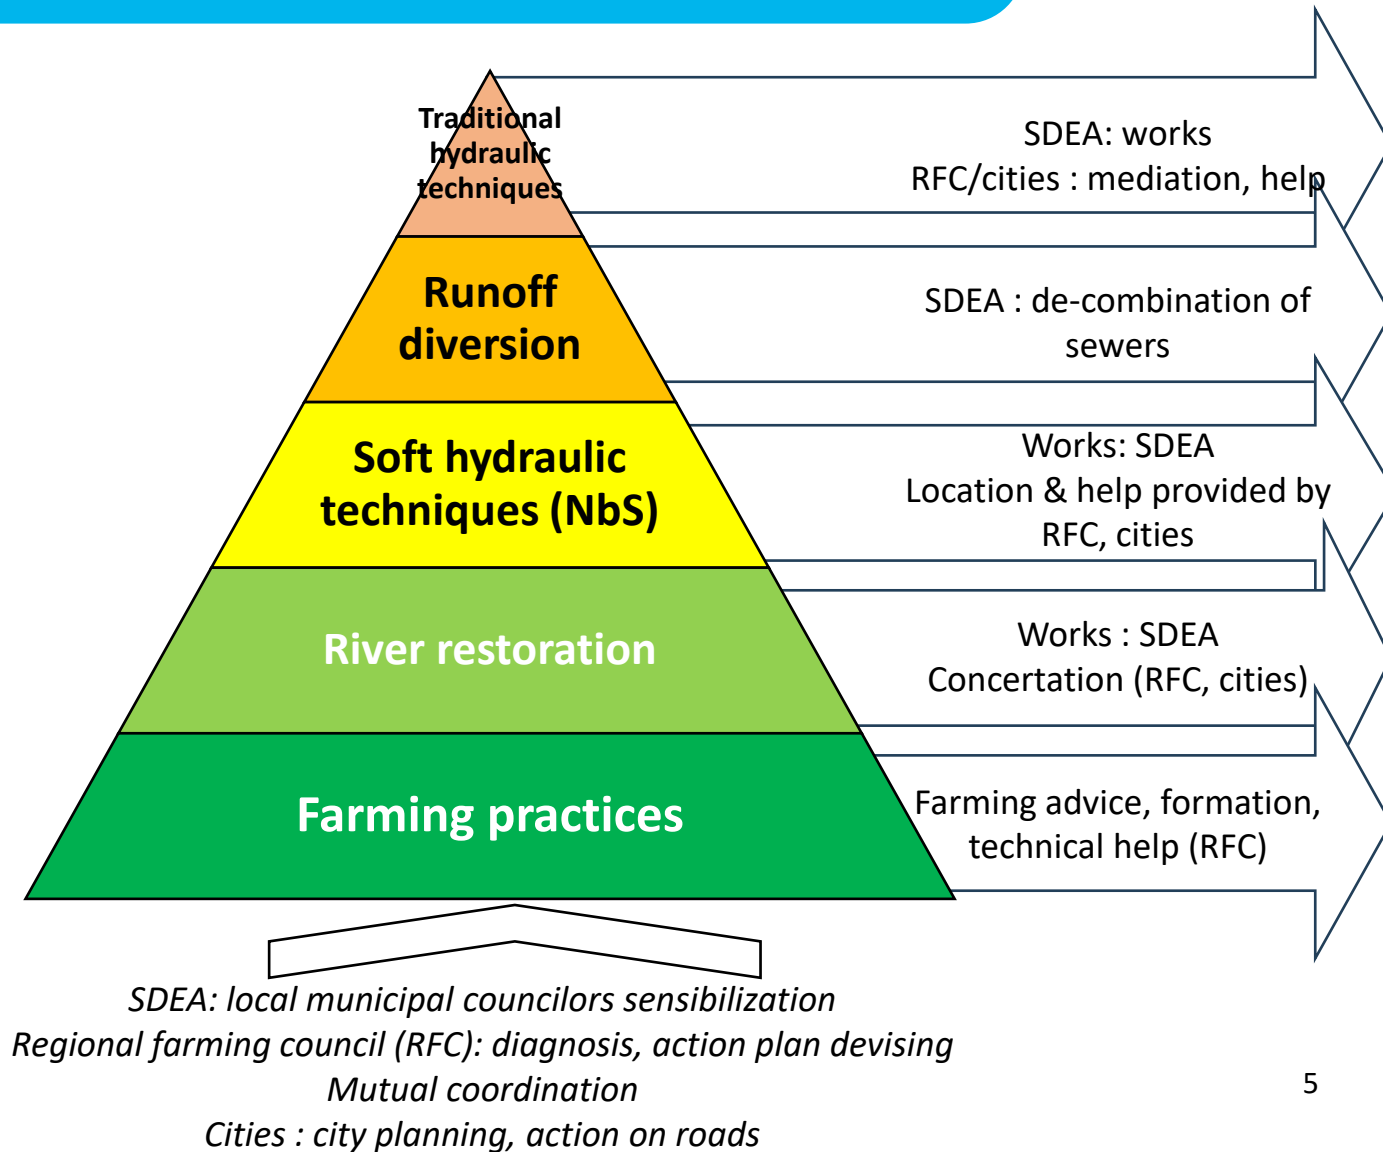 Traditional
hydraulic
techniques
SDEA: works
RFC/cities : mediation, help
Runoff
diversion
SDEA : de-combination of
sewers
Soft hydraulic
techniques (NbS)
Works: SDEA
Location & help provided by
RFC, cities
River restoration
Works : SDEA
Concertation (RFC, cities)
Farming practices
Farming advice, formation,
technical help (RFC)
SDEA: local municipal councilors sensibilization
Regional farming council (RFC): diagnosis, action plan devising
Mutual coordination
Cities : city planning, action on roads
5